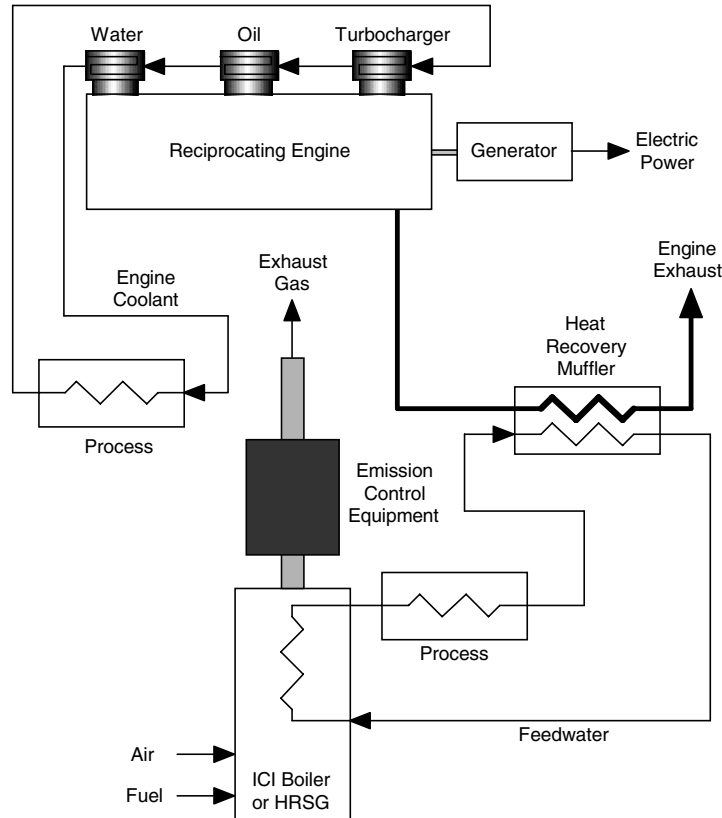 Water
Oil
Turbocharger
Reciprocating Engine
Generator
Electric
Power
Engine
Coolant
Exhaust
Gas
Engine
Exhaust
Heat
Recovery
Muffler
Process
Emission
Control
Equipment
Process
Feedwater
Air
Fuel
ICI Boiler
or HRSG